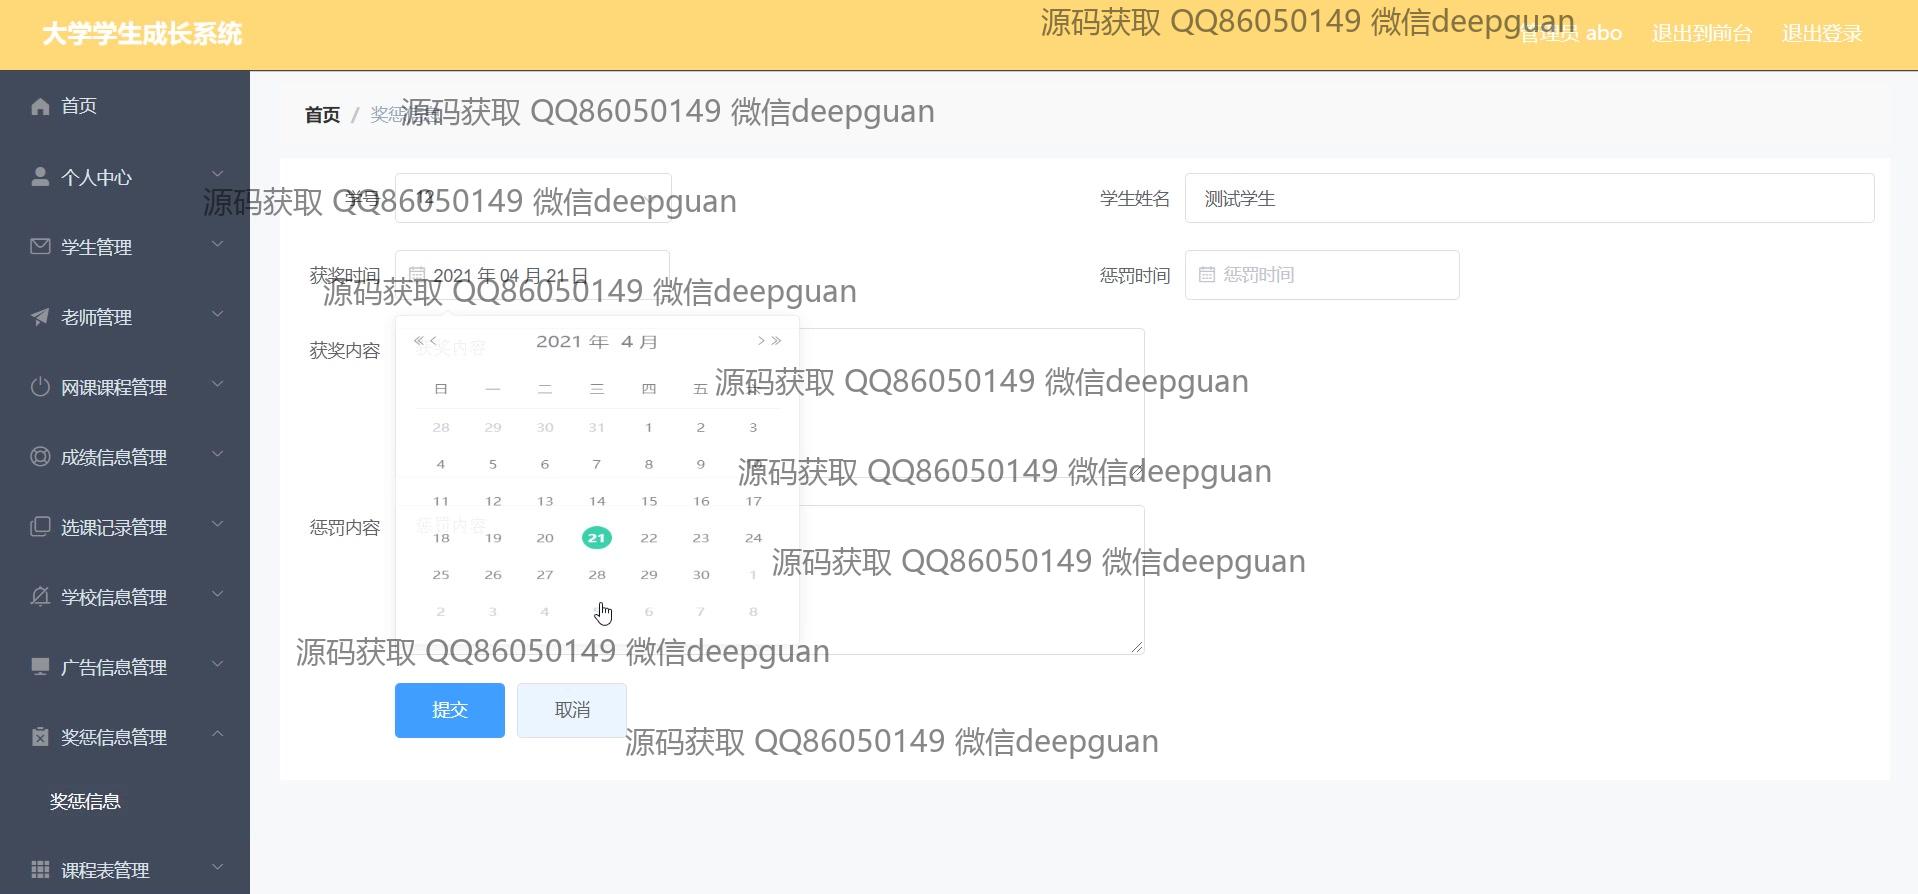 大学学生成长系统
源码获取 QQ86050149 微信deepguan
管理员 abo
退出到前台
退出登录
首页
个人中心
学生管理
老师管理
网课课程管理
成绩信息管理
选课记录管理
学校信息管理
广告信息管理
奖惩信息管理
奖惩信息
课程表管理
首页 / 奖惩信息
源码获取 QQ86050149 微信deepguan
学号 12
学生姓名 测试学生
源码获取 QQ86050149 微信deepguan
获奖时间 2021 年 04 月 21 日
惩罚时间 惩罚时间
源码获取 QQ86050149 微信deepguan
获奖内容 获奖内容
2021 年 4 月
日 一 二 三 四 五
源码获取 QQ86050149 微信deepguan
28 29 30 31 1 2 3
4 5 6 7 8 9
源码获取 QQ86050149 微信deepguan
11 12 13 14 15 16 17
惩罚内容 惩罚内容
18 19 20 21 22 23 24
源码获取 QQ86050149 微信deepguan
25 26 27 28 29 30 1
2 3 4 6 7 8
源码获取 QQ86050149 微信deepguan
提交
取消
源码获取 QQ86050149 微信deepguan